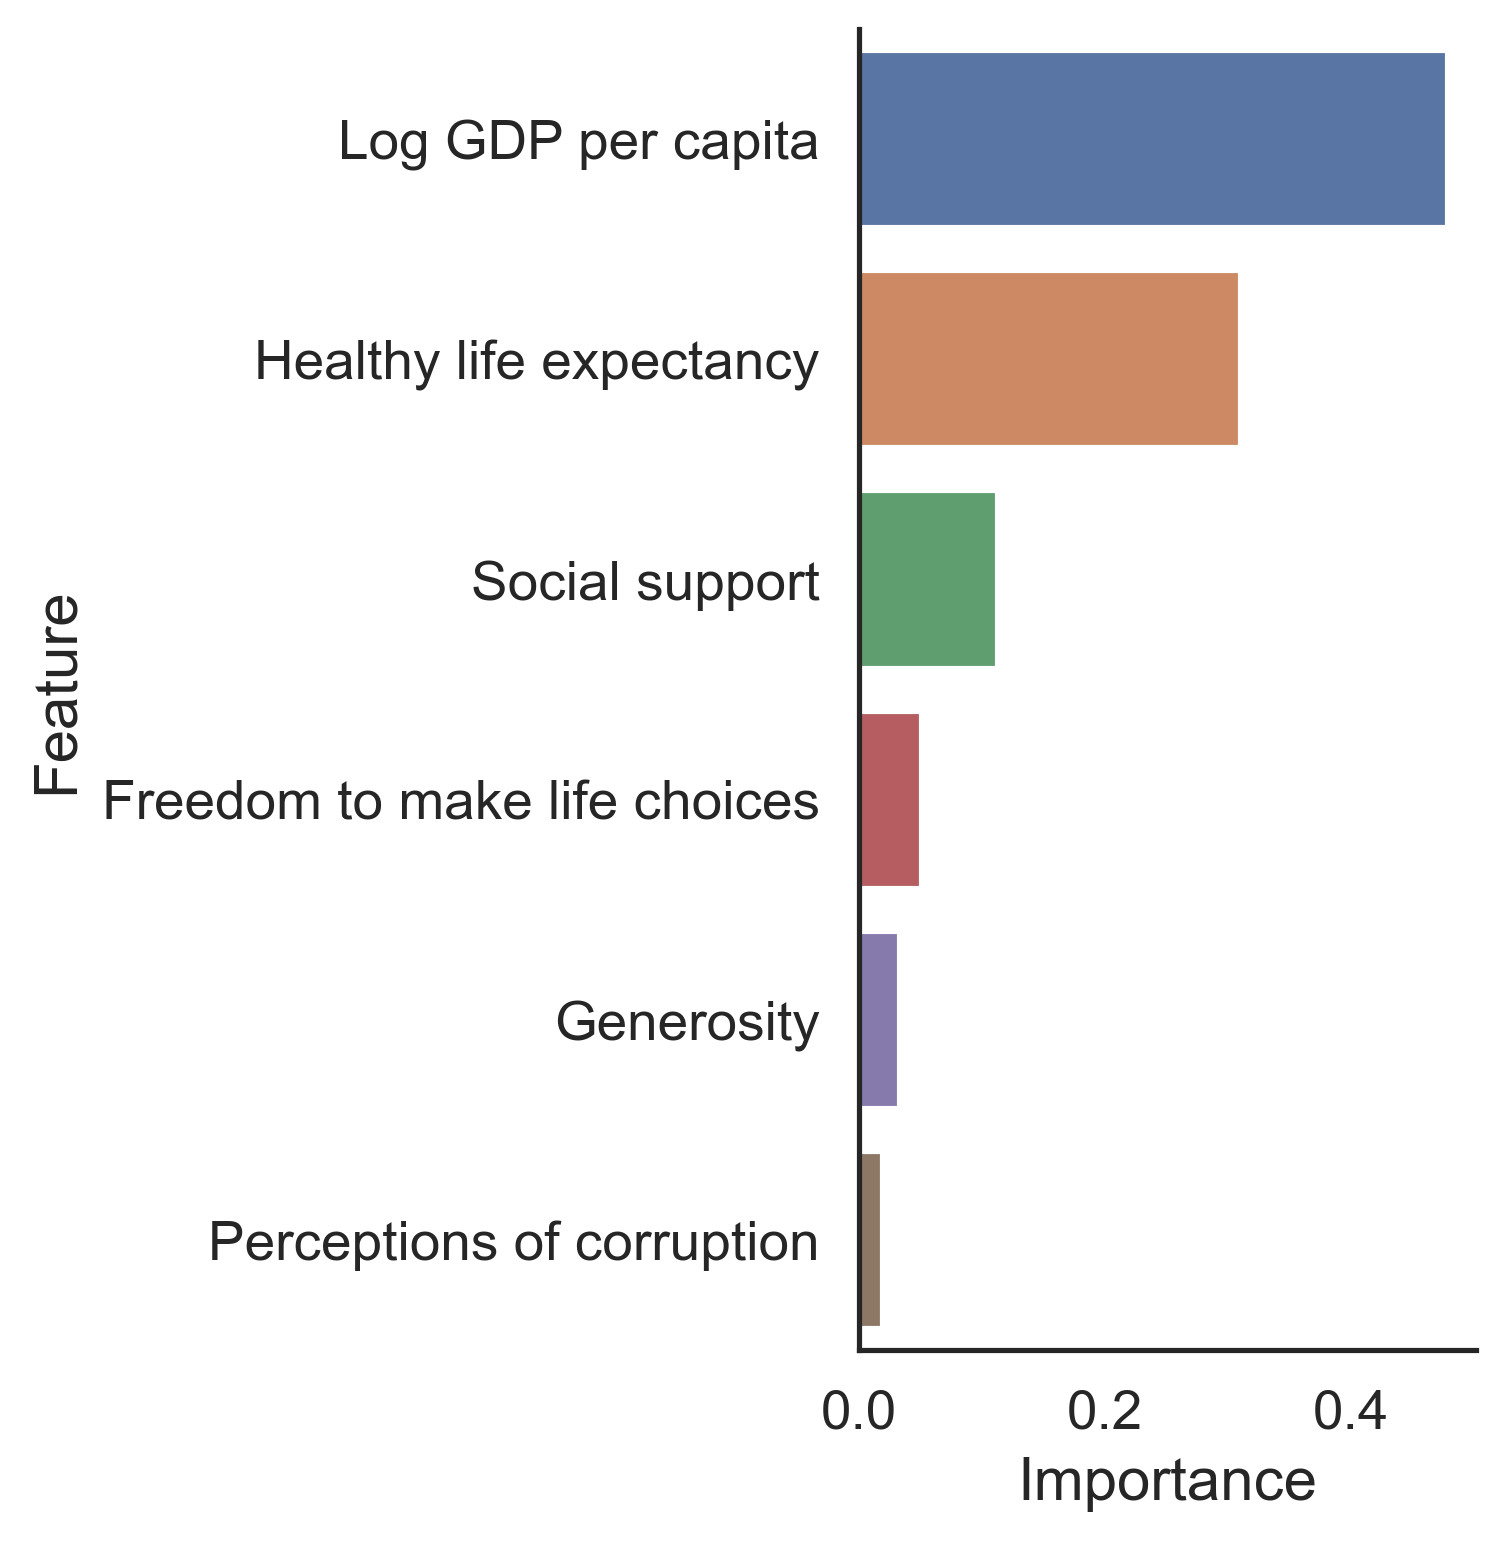 Log GDP per capita
Healthy life expectancy
Social support
Feature
Freedom to make life choices
Generosity
Perceptions of corruption
0.0 0.2 0.4
Importance